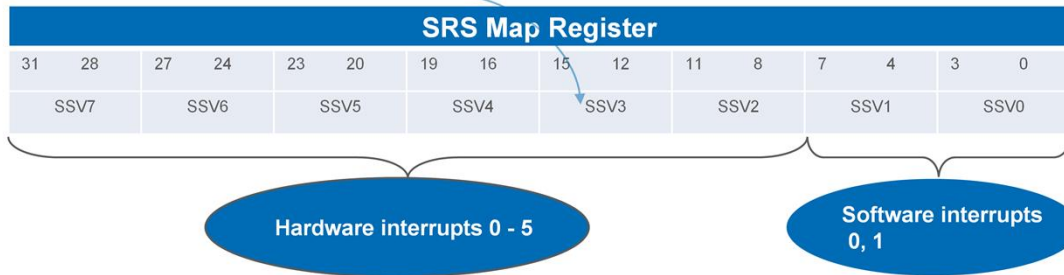 SRS Map Register
31 28 27 24 23 20 19 16 15 12 11 8 7 4 3 0
SSV7 SSV6 SSV5 SSV4 SSV3 SSV2 SSV1 SSV0
Hardware interrupts 0 - 5
Software interrupts
0, 1